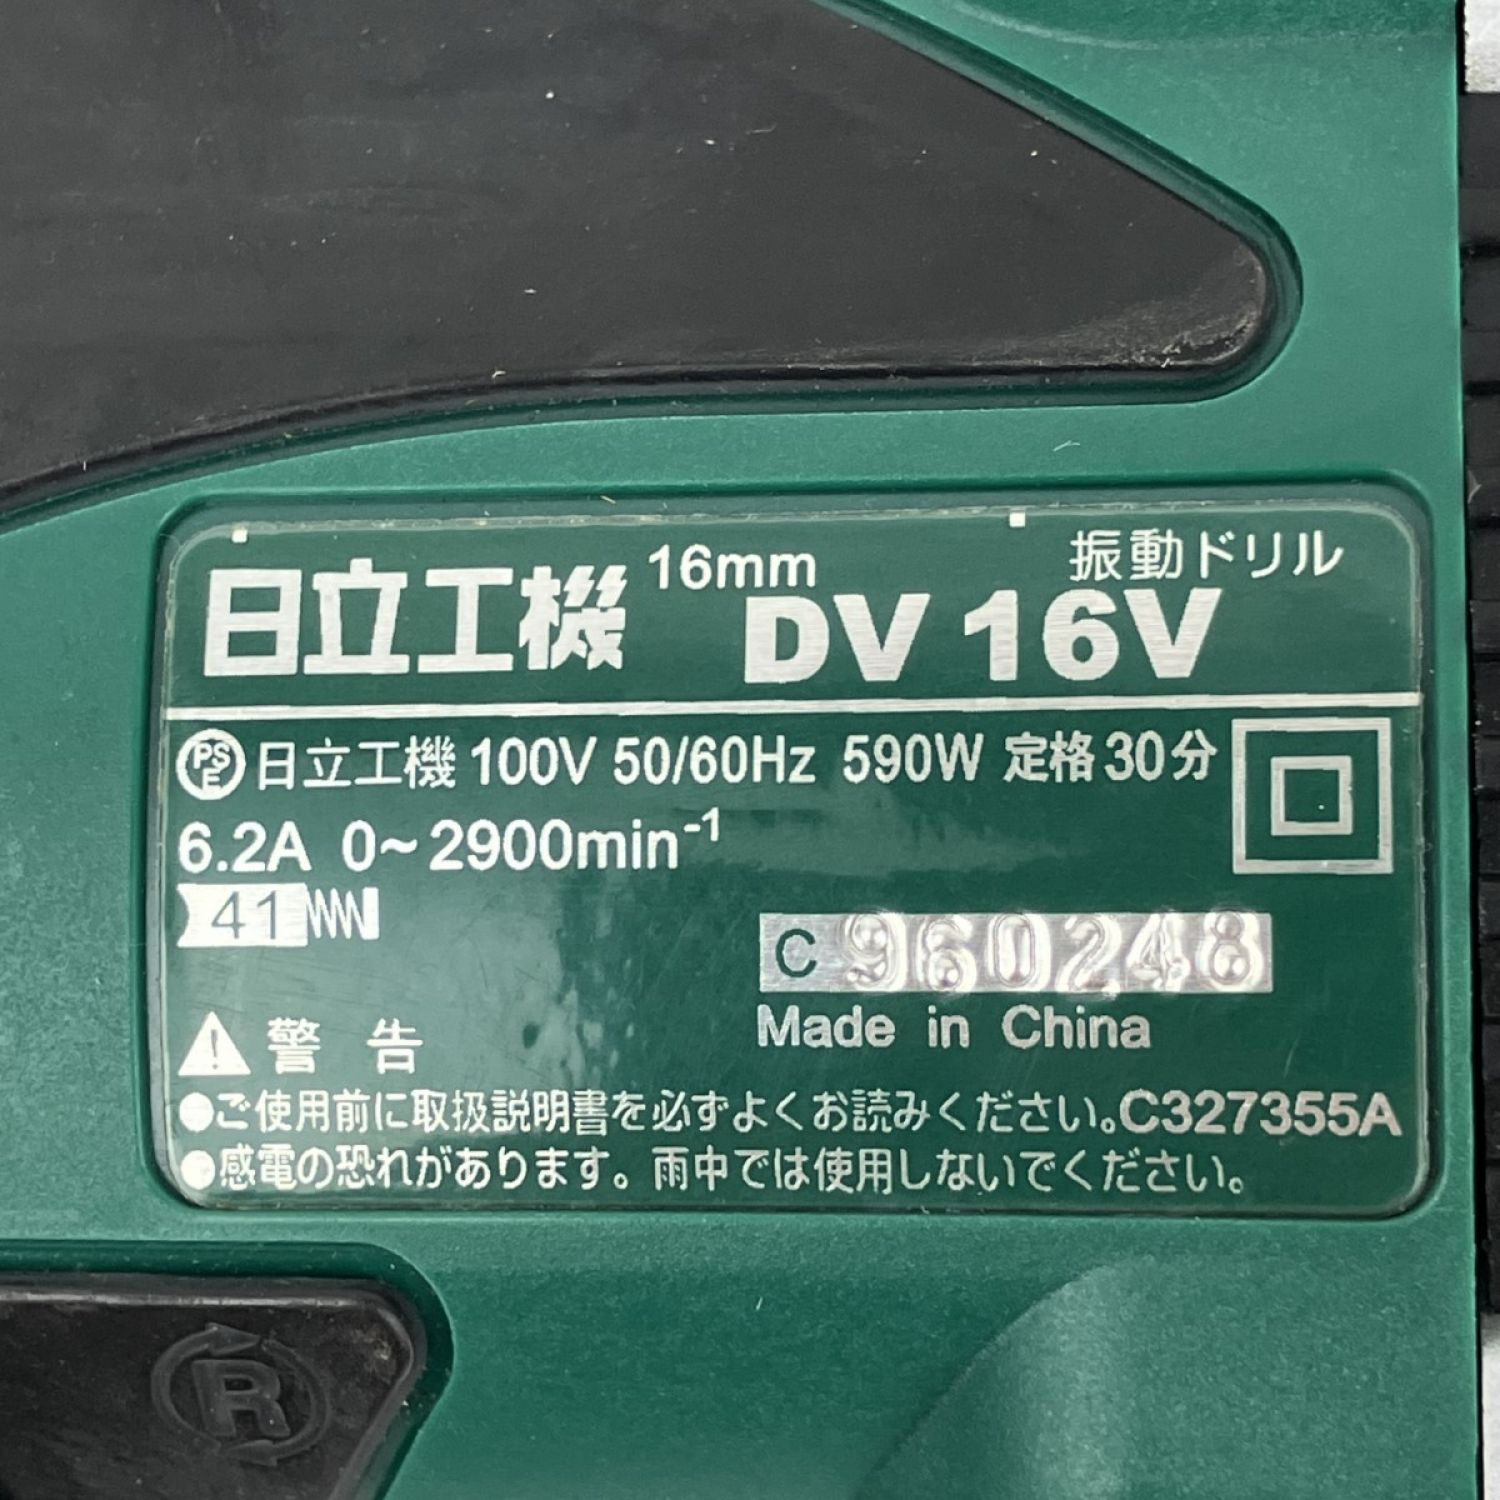 日立工機 16mm DV 16V 振動ドリル
PSE 日立工機 100V 50/60Hz 590W 定格30分
6.2A 0~2900min⁻¹
41
C 960248
Made in China
警告
●ご使用前に取扱説明書を必ずよくお読みください。C327355A
●感電の恐れがあります。雨中では使用しないでください。
R